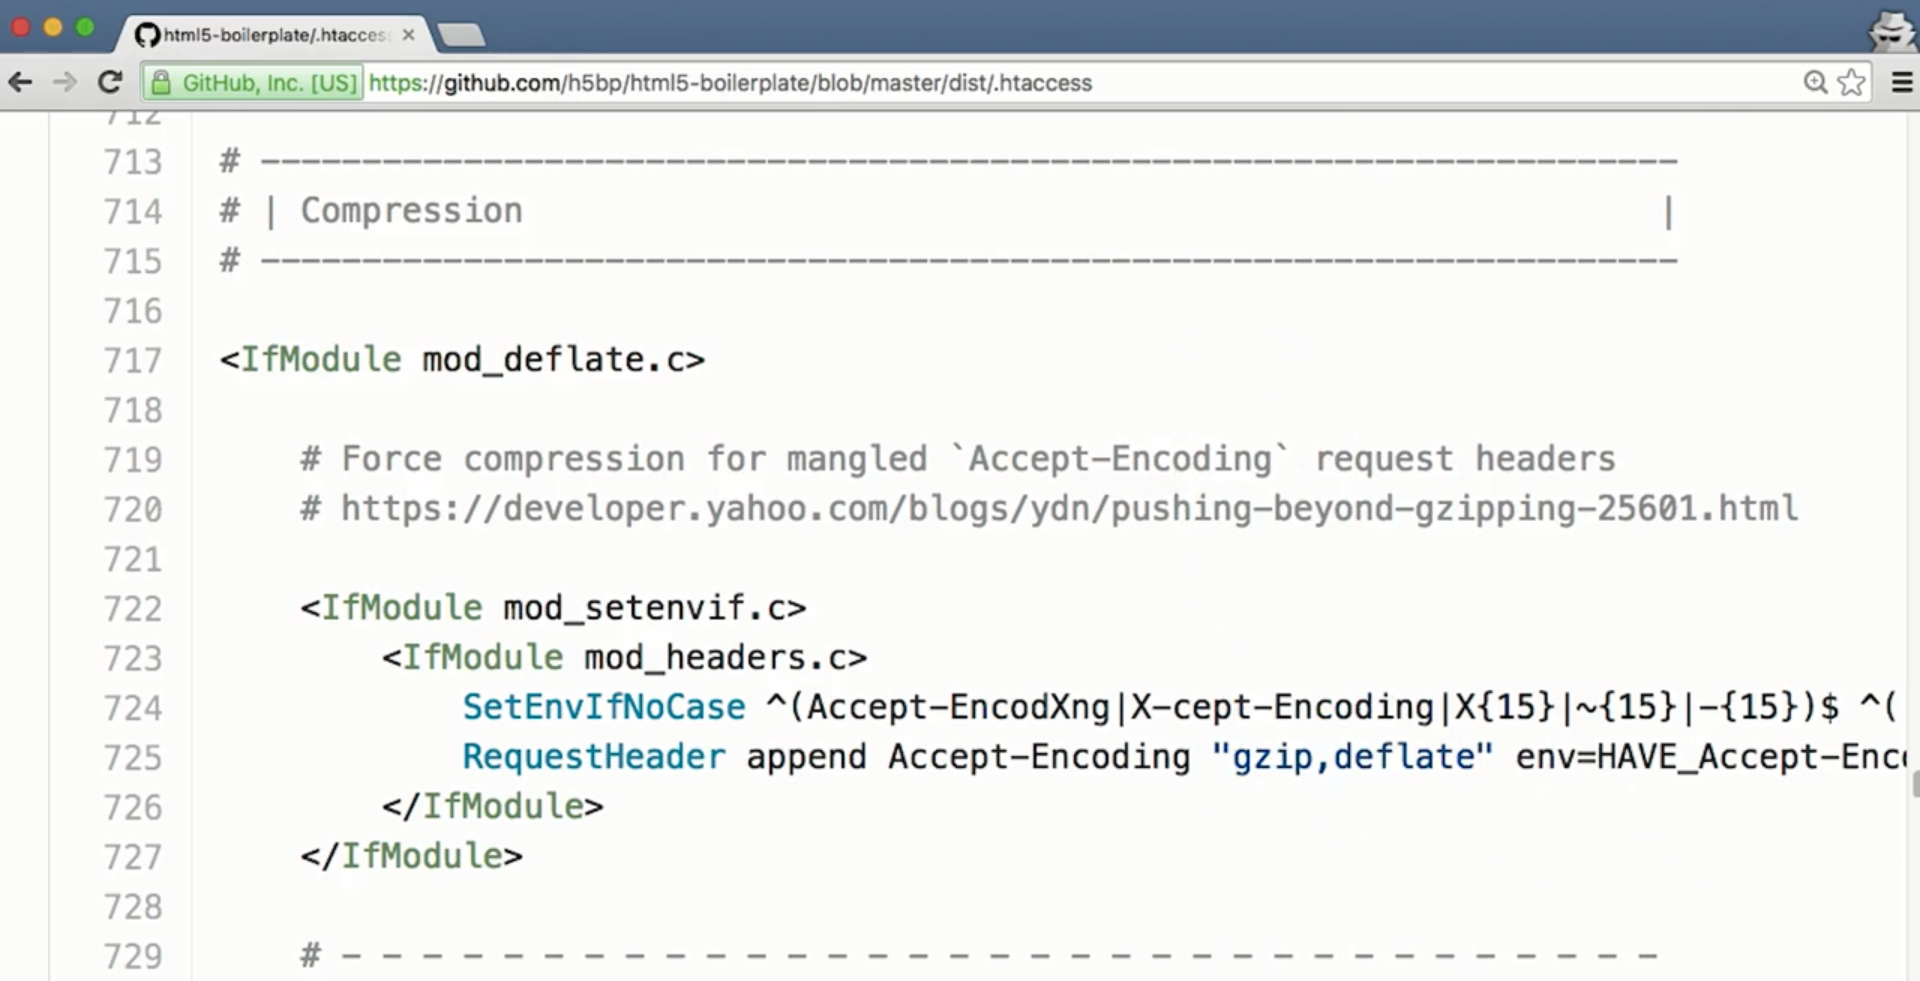 html5-boilerplate/.htaccess
GitHub, Inc. [US] https://github.com/h5bp/html5-boilerplate/blob/master/dist/.htaccess
712
713 # ----------------------------------------------------------------------
714 # | Compression |
715 # ----------------------------------------------------------------------
716
717 <IfModule mod_deflate.c>
718
719 # Force compression for mangled `Accept-Encoding` request headers
720 # https://developer.yahoo.com/blogs/ydn/pushing-beyond-gzipping-25601.html
721
722 <IfModule mod_setenvif.c>
723 <IfModule mod_headers.c>
724 SetEnvIfNoCase ^(Accept-EncodXng|X-cept-Encoding|X{15}|~{15}|-{15})$ ^(
725 RequestHeader append Accept-Encoding "gzip,deflate" env=HAVE_Accept-Enc
726 </IfModule>
727 </IfModule>
728
729 # - - - - - - - - - - - - - - - - - - - - - - - - - - - - - - - - -